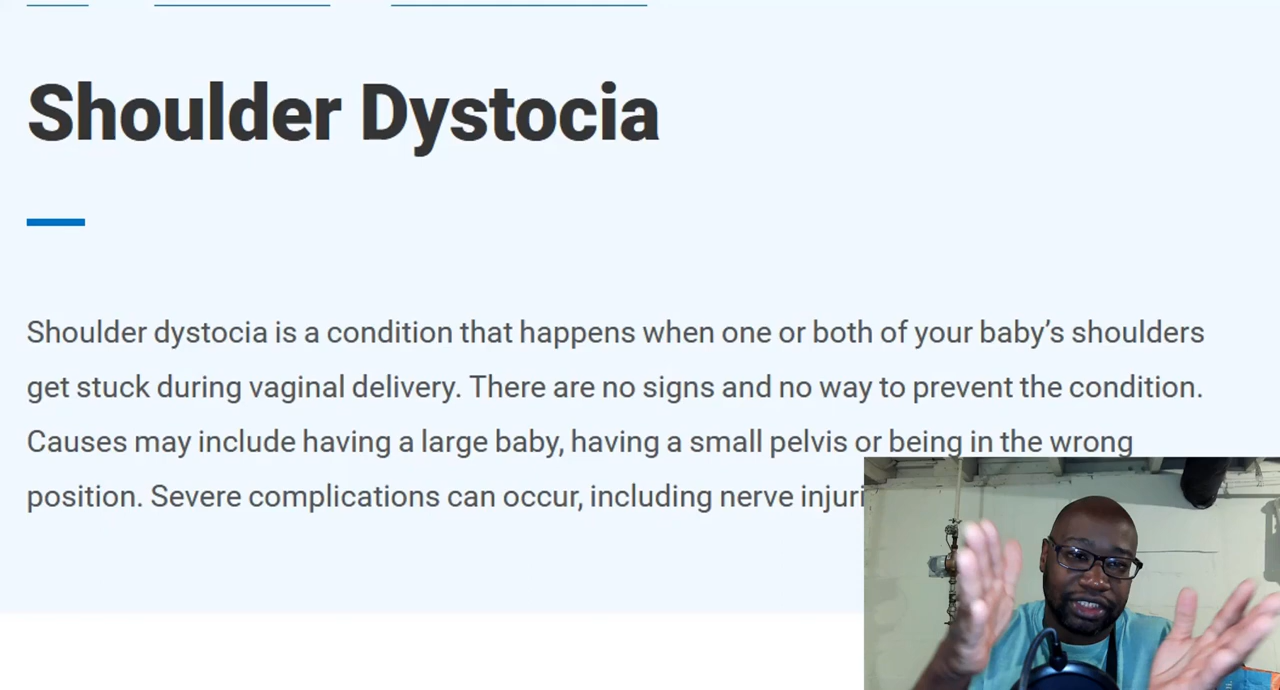 Shoulder Dystocia
Shoulder dystocia is a condition that happens when one or both of your baby’s shoulders
get stuck during vaginal delivery. There are no signs and no way to prevent the condition.
Causes may include having a large baby, having a small pelvis or being in the wrong
position. Severe complications can occur, including nerve